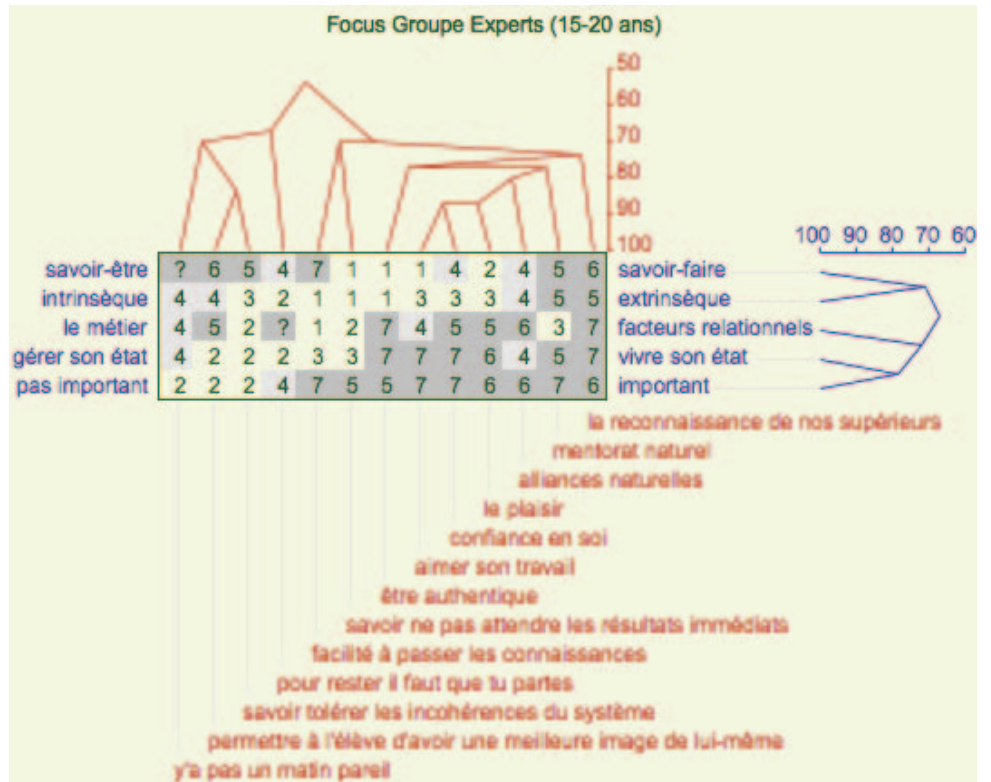 Focus Groupe Experts (15-20 ans)
50
60
70
80
90
100
100 90 80 70 60
savoir-être ? 6 5 4 7 1 1 1 4 2 4 5 6 savoir-faire
intrinsèque 4 4 3 2 1 1 1 3 3 3 4 5 5 extrinsèque
le métier 4 5 2 ? 1 2 7 4 5 5 6 3 7 facteurs relationnels
gérer son état 4 2 2 2 3 3 7 7 7 6 4 5 7 vivre son état
pas important 2 2 2 4 7 5 5 7 7 6 6 7 6 important
la reconnaissance de nos supérieurs
mentorat naturel
alliances naturelles
le plaisir
confiance en soi
aimer son travail
être authentique
savoir ne pas attendre les résultats immédiats
facilité à passer les connaissances
pour rester il faut que tu partes
savoir tolérer les incohérences du système
permettre à l'élève d'avoir une meilleure image de lui-même
y'a pas un matin pareil